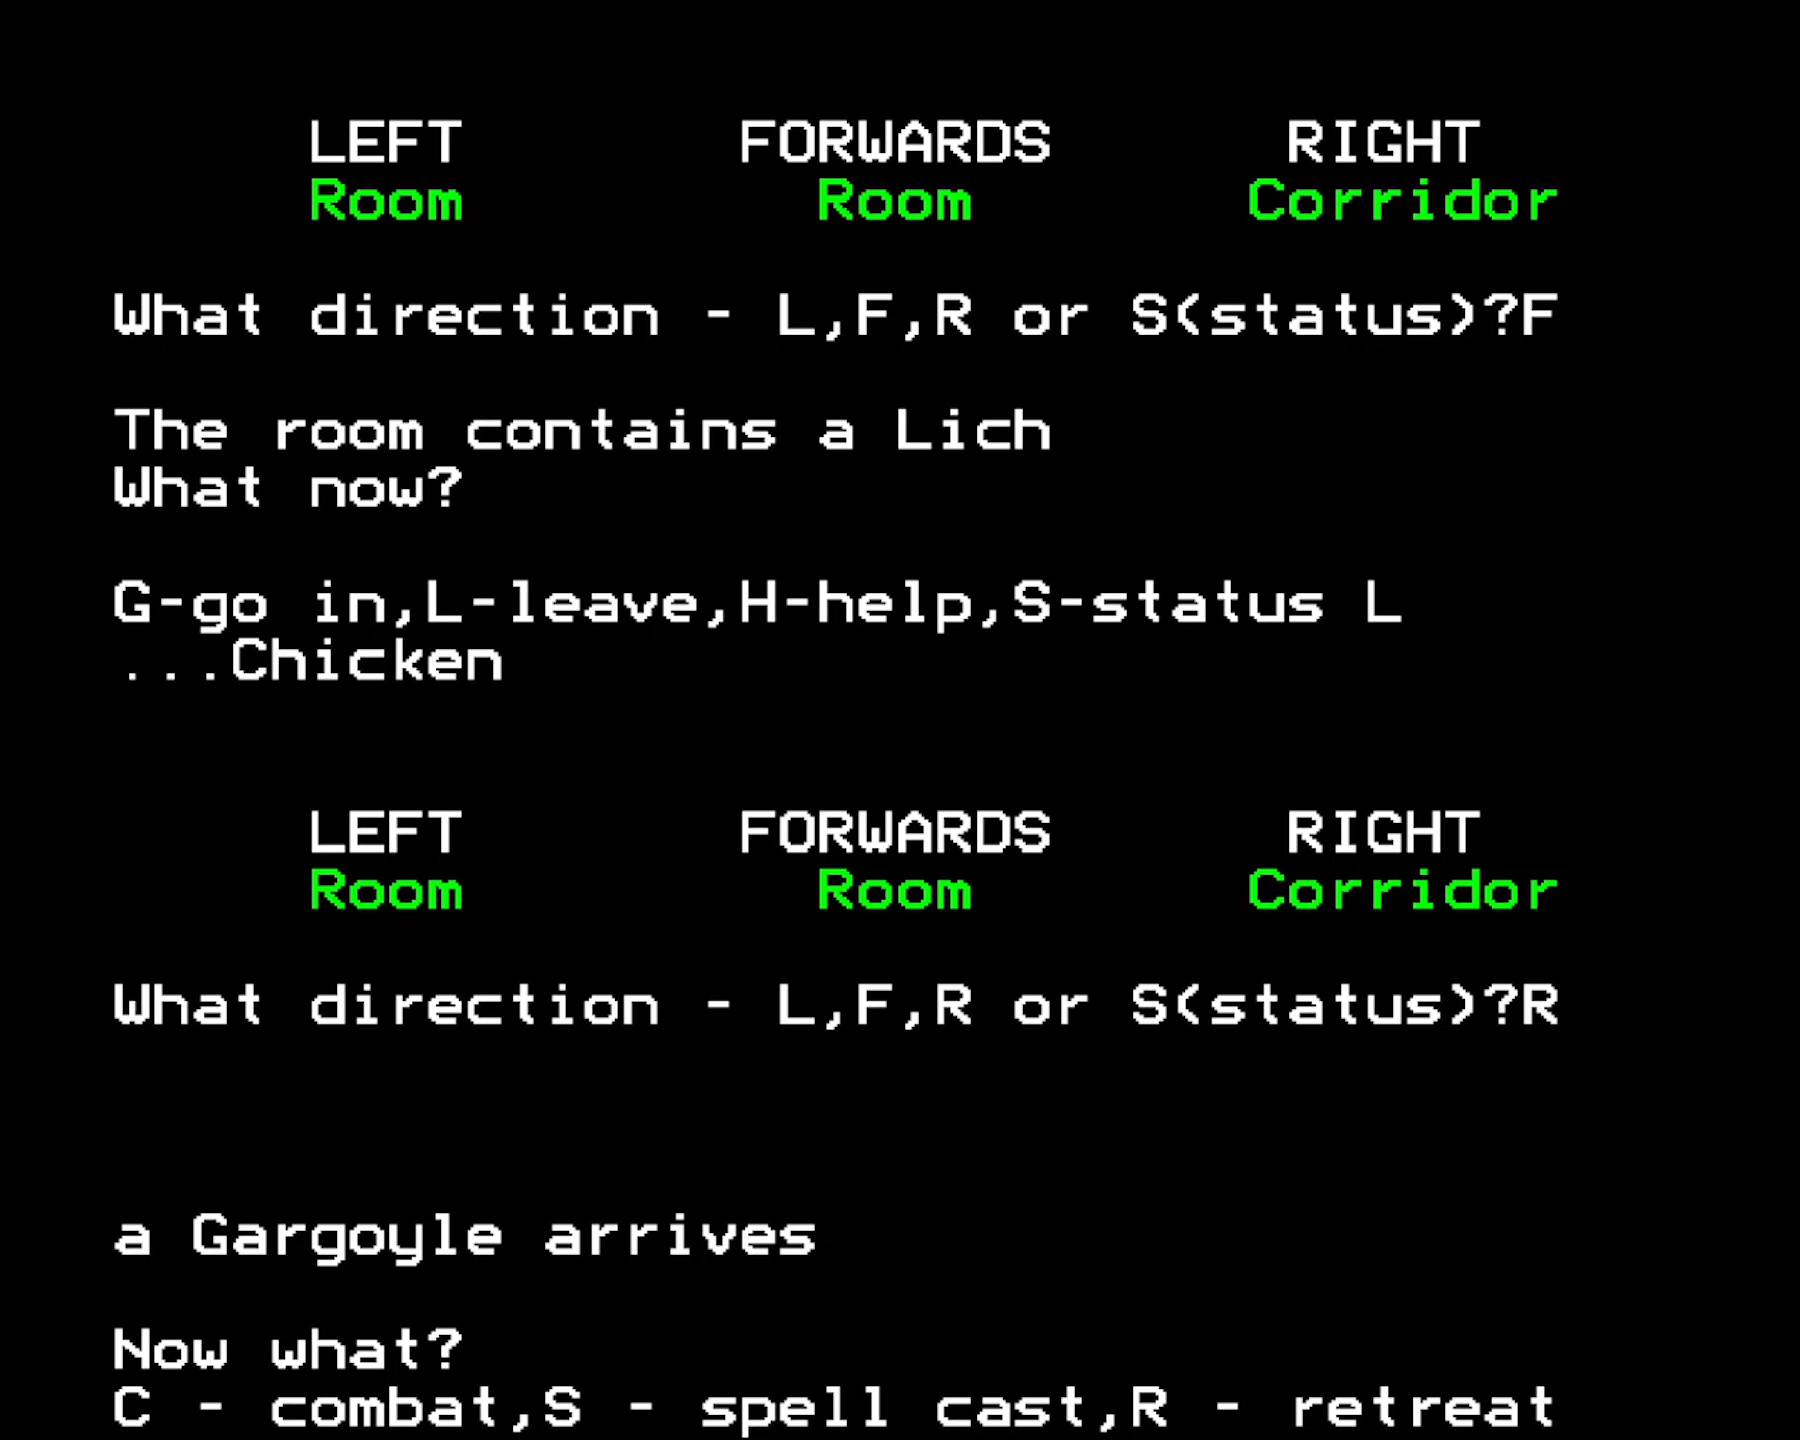 LEFT FORWARDS RIGHT
Room Room Corridor
What direction - L,F,R or S(status)?F
The room contains a Lich
What now?
G-go in,L-leave,H-help,S-status L
...Chicken
LEFT FORWARDS RIGHT
Room Room Corridor
What direction - L,F,R or S(status)?R
a Gargoyle arrives
Now what?
C - combat,S - spell cast,R - retreat